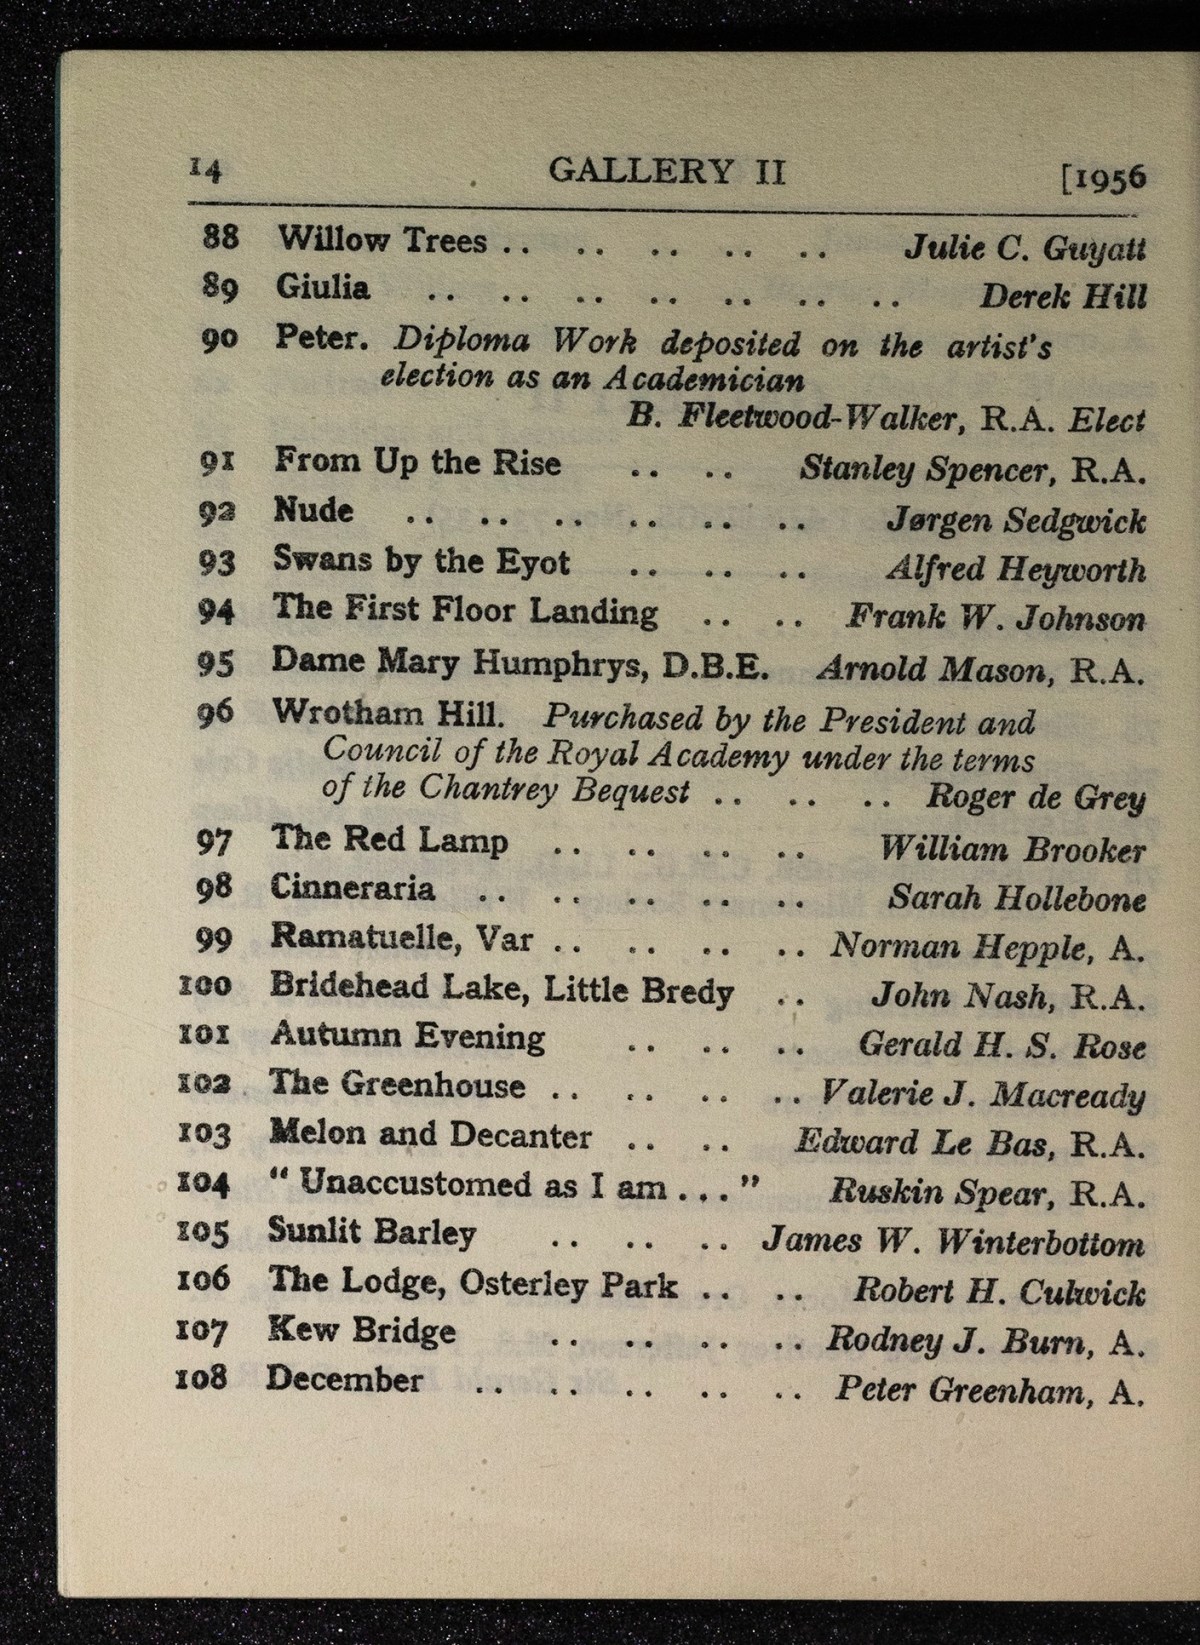 14 GALLERY II [1956
88 Willow Trees .. .. .. .. .. Julie C. Guyatt
89 Giulia .. .. .. .. .. .. .. Derek Hill
90 Peter. Diploma Work deposited on the artist's
election as an Academician
B. Fleetwood-Walker, R.A. Elect
91 From Up the Rise .. .. Stanley Spencer, R.A.
92 Nude .. .. .. .. .. .. Jørgen Sedgwick
93 Swans by the Eyot .. .. .. Alfred Heyworth
94 The First Floor Landing .. .. Frank W. Johnson
95 Dame Mary Humphrys, D.B.E. Arnold Mason, R.A.
96 Wrotham Hill. Purchased by the President and
Council of the Royal Academy under the terms
of the Chantrey Bequest .. .. .. Roger de Grey
97 The Red Lamp .. .. .. .. William Brooker
98 Cinneraria .. .. .. .. .. Sarah Hollebone
99 Ramatuelle, Var .. .. .. .. Norman Hepple, A.
100 Bridehead Lake, Little Bredy .. John Nash, R.A.
101 Autumn Evening .. .. .. Gerald H. S. Rose
102 The Greenhouse .. .. .. .. Valerie J. Macready
103 Melon and Decanter .. .. Edward Le Bas, R.A.
104 " Unaccustomed as I am ... " Ruskin Spear, R.A.
105 Sunlit Barley .. .. .. James W. Winterbottom
106 The Lodge, Osterley Park .. .. Robert H. Culwick
107 Kew Bridge .. .. .. .. Rodney J. Burn, A.
108 December .. .. .. .. .. Peter Greenham, A.